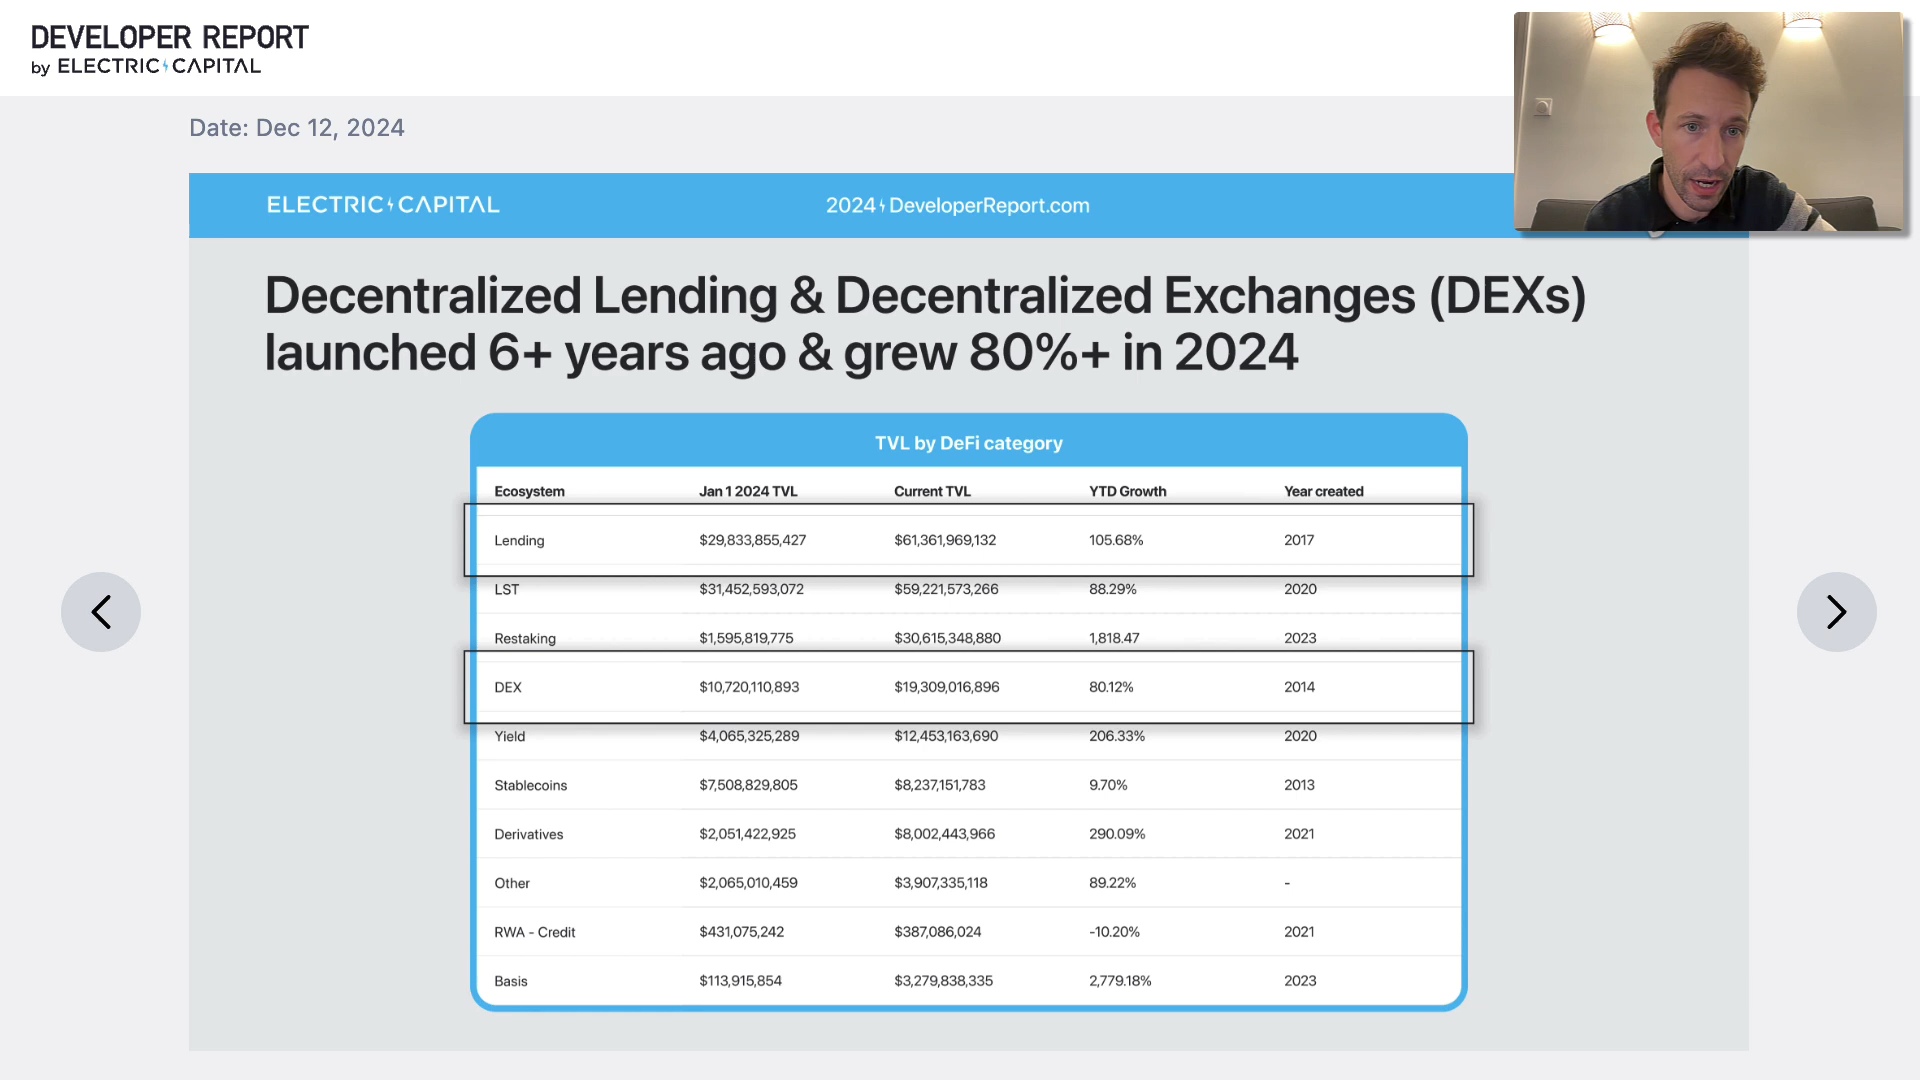 DEVELOPER REPORT
by ELECTRIC CAPITAL
Date: Dec 12, 2024
ELECTRIC CAPITAL
2024 DeveloperReport.com
Decentralized Lending & Decentralized Exchanges (DEXs)
launched 6+ years ago & grew 80%+ in 2024
TVL by DeFi category
Ecosystem Jan 1 2024 TVL Current TVL YTD Growth Year created
Lending $29,833,855,427 $61,361,969,132 105.68% 2017
LST $31,452,593,072 $59,221,573,266 88.29% 2020
Restaking $1,595,819,775 $30,615,348,880 1,818.47 2023
DEX $10,720,110,893 $19,309,016,896 80.12% 2014
Yield $4,065,325,289 $12,453,163,690 206.33% 2020
Stablecoins $7,508,829,805 $8,237,151,783 9.70% 2013
Derivatives $2,051,422,925 $8,002,443,966 290.09% 2021
Other $2,065,010,459 $3,907,335,118 89.22% -
RWA - Credit $431,075,242 $387,086,024 -10.20% 2021
Basis $113,915,854 $3,279,838,335 2,779.18% 2023